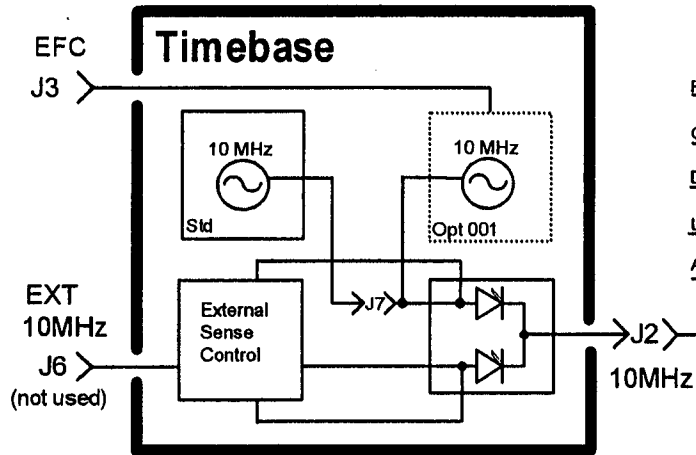 Timebase
EFC
J3
10 MHz
Std
10 MHz
Opt 001
EXT
10MHz
J6
(not used)
External
Sense
Control
J7
J2
10MHz